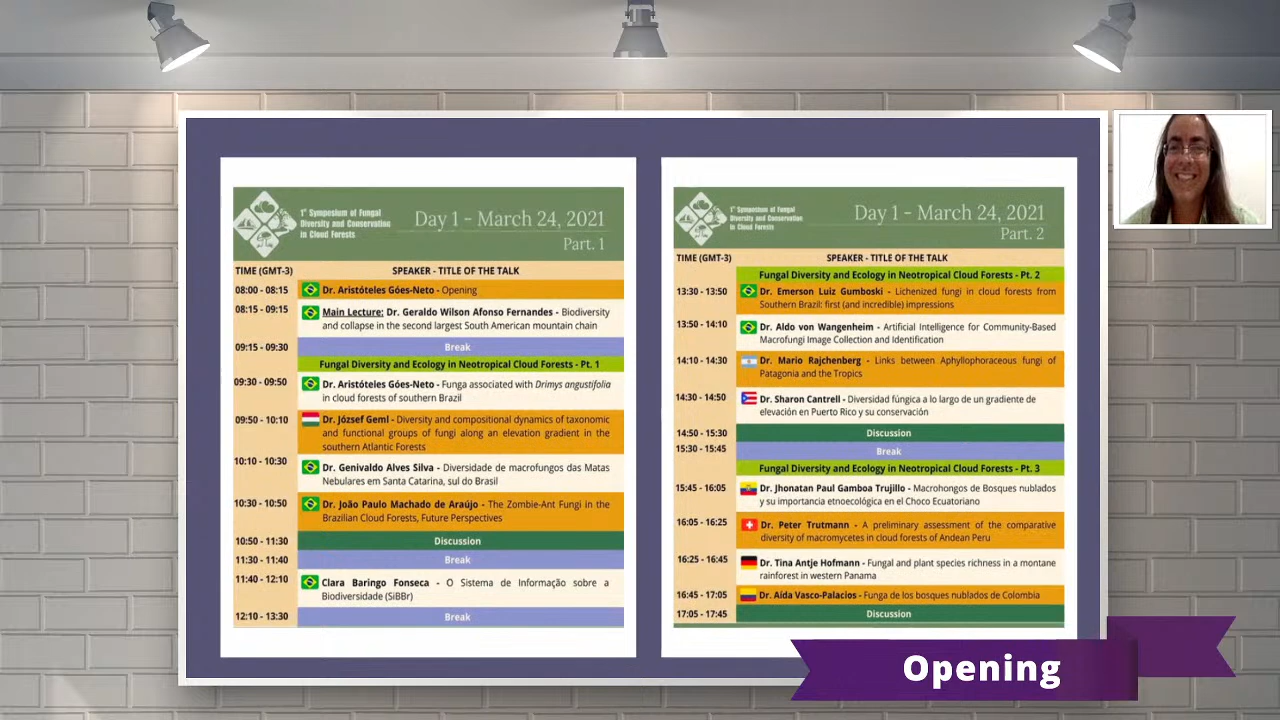 1º Symposium of Fungal
Diversity and Conservation
in Cloud Forests
Day 1 - March 24, 2021
Part. 1
TIME (GMT-3) SPEAKER - TITLE OF THE TALK
08:00 - 08:15 Dr. Aristóteles Góes-Neto - Opening
08:15 - 09:15 Main Lecture: Dr. Geraldo Wilson Afonso Fernandes - Biodiversity
and collapse in the second largest South American mountain chain
09:15 - 09:30 Break
Fungal Diversity and Ecology in Neotropical Cloud Forests - Pt. 1
09:30 - 09:50 Dr. Aristóteles Góes-Neto - Funga associated with Drimys angustifolia
in cloud forests of southern Brazil
09:50 - 10:10 Dr. József Geml - Diversity and compositional dynamics of taxonomic
and functional groups of fungi along an elevation gradient in the
southern Atlantic Forests
10:10 - 10:30 Dr. Genivaldo Alves Silva - Diversidade de macrofungos das Matas
Nebulares em Santa Catarina, sul do Brasil
10:30 - 10:50 Dr. João Paulo Machado de Araújo - The Zombie-Ant Fungi in the
Brazilian Cloud Forests, Future Perspectives
10:50 - 11:30 Discussion
11:30 - 11:40 Break
11:40 - 12:10 Clara Baringo Fonseca - O Sistema de Informação sobre a
Biodiversidade (SiBBr)
12:10 - 13:30 Break
1º Symposium of Fungal
Diversity and Conservation
in Cloud Forests
Day 1 - March 24, 2021
Part. 2
TIME (GMT-3) SPEAKER - TITLE OF THE TALK
Fungal Diversity and Ecology in Neotropical Cloud Forests - Pt. 2
13:30 - 13:50 Dr. Emerson Luiz Gumboski - Lichenized fungi in cloud forests from
Southern Brazil: first (and incredible) impressions
13:50 - 14:10 Dr. Aldo von Wangenheim - Artificial Intelligence for Community-Based
Macrofungi Image Collection and Identification
14:10 - 14:30 Dr. Mario Rajchenberg - Links between Aphyllophoraceous fungi of
Patagonia and the Tropics
14:30 - 14:50 Dr. Sharon Cantrell - Diversidad fúngica a lo largo de un gradiente de
elevación en Puerto Rico y su conservación
14:50 - 15:30 Discussion
15:30 - 15:45 Break
Fungal Diversity and Ecology in Neotropical Cloud Forests - Pt. 3
15:45 - 16:05 Dr. Jhonatan Paul Gamboa Trujillo - Macrohongos de Bosques nublados
y su importancia etnoecológica en el Choco Ecuatoriano
16:05 - 16:25 Dr. Peter Trutmann - A preliminary assessment of the comparative
diversity of macromycetes in cloud forests of Andean Peru
16:25 - 16:45 Dr. Tina Antje Hofmann - Fungal and plant species richness in a montane
rainforest in western Panama
16:45 - 17:05 Dr. Aída Vasco-Palacios - Funga de los bosques nublados de Colombia
17:05 - 17:45 Discussion
Opening